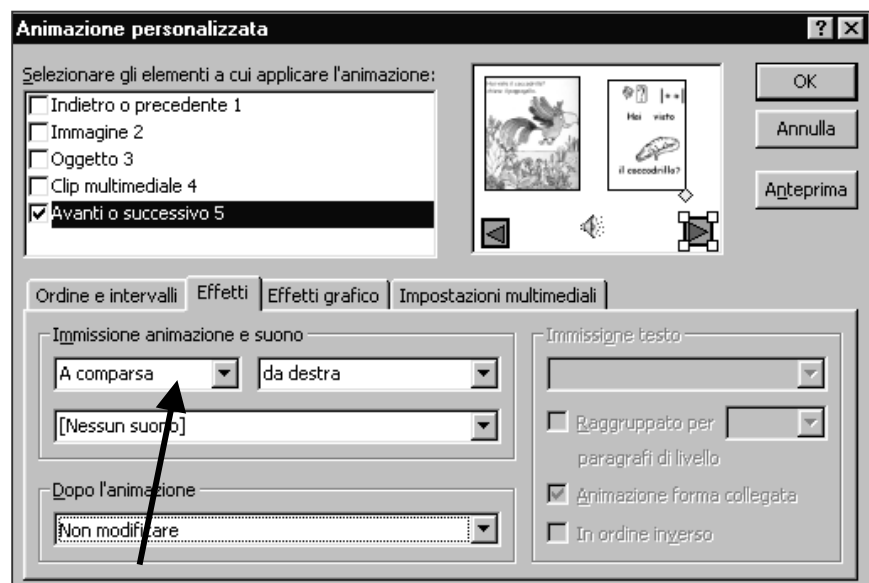 Animazione personalizzata
Selezionare gli elementi a cui applicare l'animazione:
Indietro o precedente 1
Immagine 2
Oggetto 3
Clip multimediale 4
Avanti o successivo 5
Hai visto
il coccodrillo?
OK
Annulla
Anteprima
Ordine e intervalli
Effetti
Effetti grafico
Impostazioni multimediali
Immissione animazione e suono
A comparsa
da destra
[Nessun suono]
Dopo l'animazione
Non modificare
Immissione testo
Raggruppato per
paragrafi di livello
Animazione forma collegata
In ordine inverso